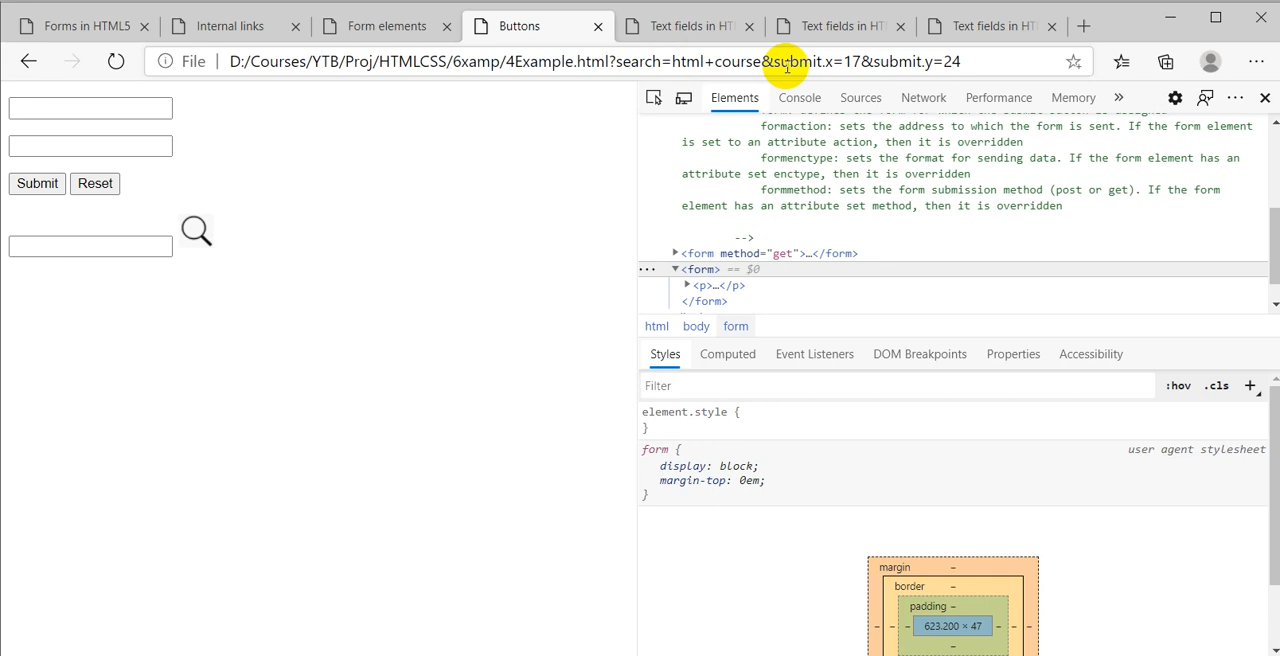 Forms in HTML5 Internal links Form elements Buttons Text fields in HT Text fields in HT Text fields in HT
File D:/Courses/YTB/Proj/HTMLCSS/6xamp/4Example.html?search=html+course&submit.x=17&submit.y=24
Elements Console Sources Network Performance Memory
formaction: sets the address to which the form is sent. If the form element
is set to an attribute action, then it is overridden
formenctype: sets the format for sending data. If the form element has an
attribute set enctype, then it is overridden
Submit Reset
formmethod: sets the form submission method (post or get). If the form
element has an attribute set method, then it is overridden
-->
<form method="get">…</form>
<form> == $0
<p>…</p>
</form>
html body form
Styles Computed Event Listeners DOM Breakpoints Properties Accessibility
Filter :hov .cls +
element.style {
}
form { user agent stylesheet
display: block;
margin-top: 0em;
}
margin –
border –
padding –
– – – 623.200 × 47 – – –
–